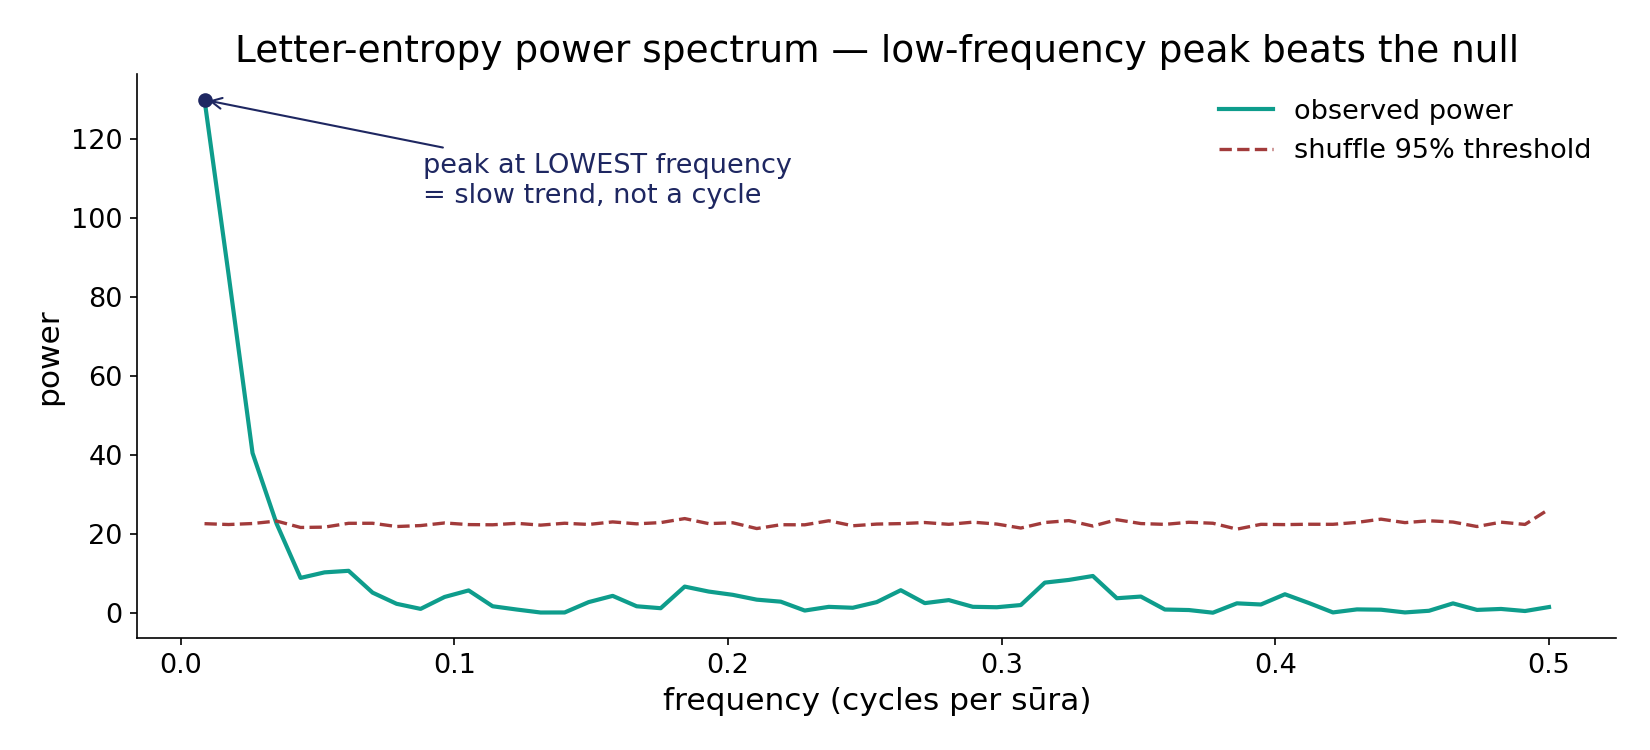 Letter-entropy power spectrum — low-frequency peak beats the null
observed power
shuffle 95% threshold
peak at LOWEST frequency
= slow trend, not a cycle
power
120
100
80
60
40
20
0
0.0 0.1 0.2 0.3 0.4 0.5
frequency (cycles per sūra)